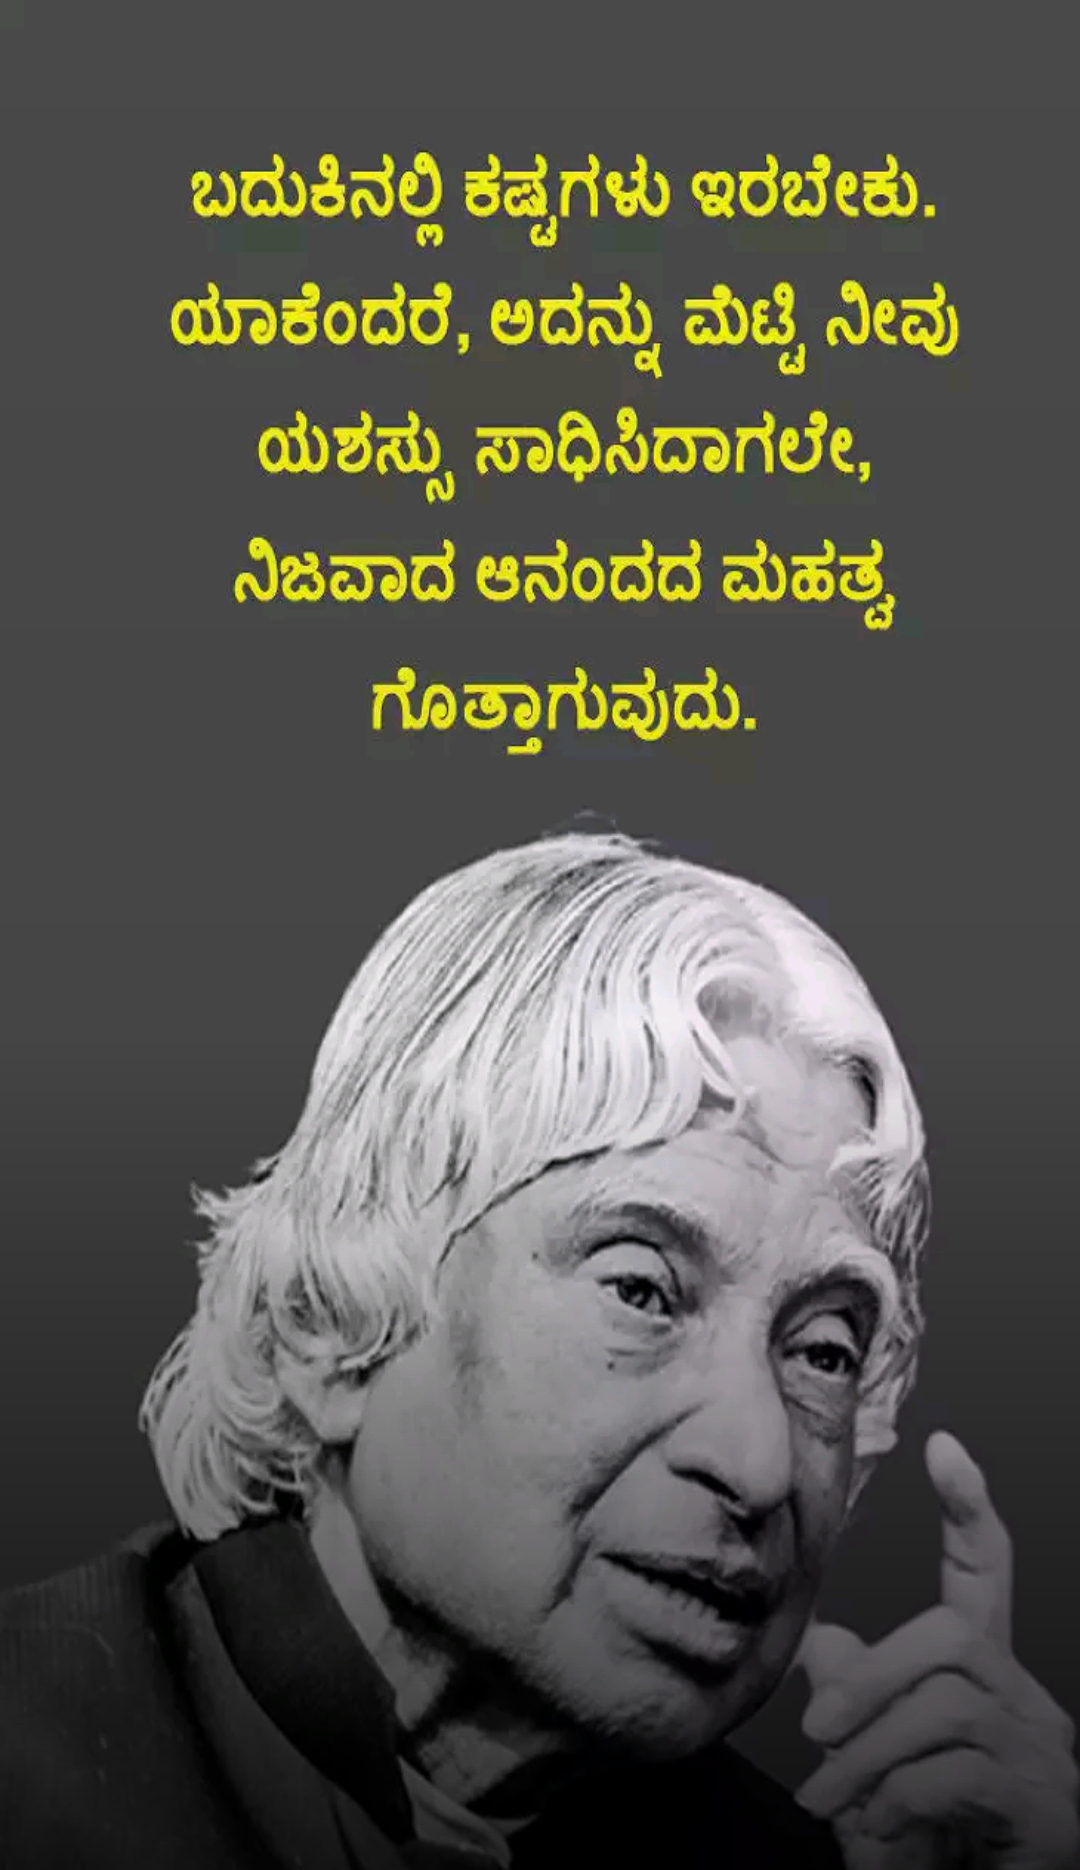 ಬದುಕಿನಲ್ಲಿ ಕಷ್ಟಗಳು ಇರಬೇಕು.
ಯಾಕೆಂದರೆ, ಅದನ್ನು ಮೆಟ್ಟಿ ನೀವು
ಯಶಸ್ಸು ಸಾಧಿಸಿದಾಗಲೇ,
ನಿಜವಾದ ಆನಂದದ ಮಹತ್ವ
ಗೊತ್ತಾಗುವುದು.